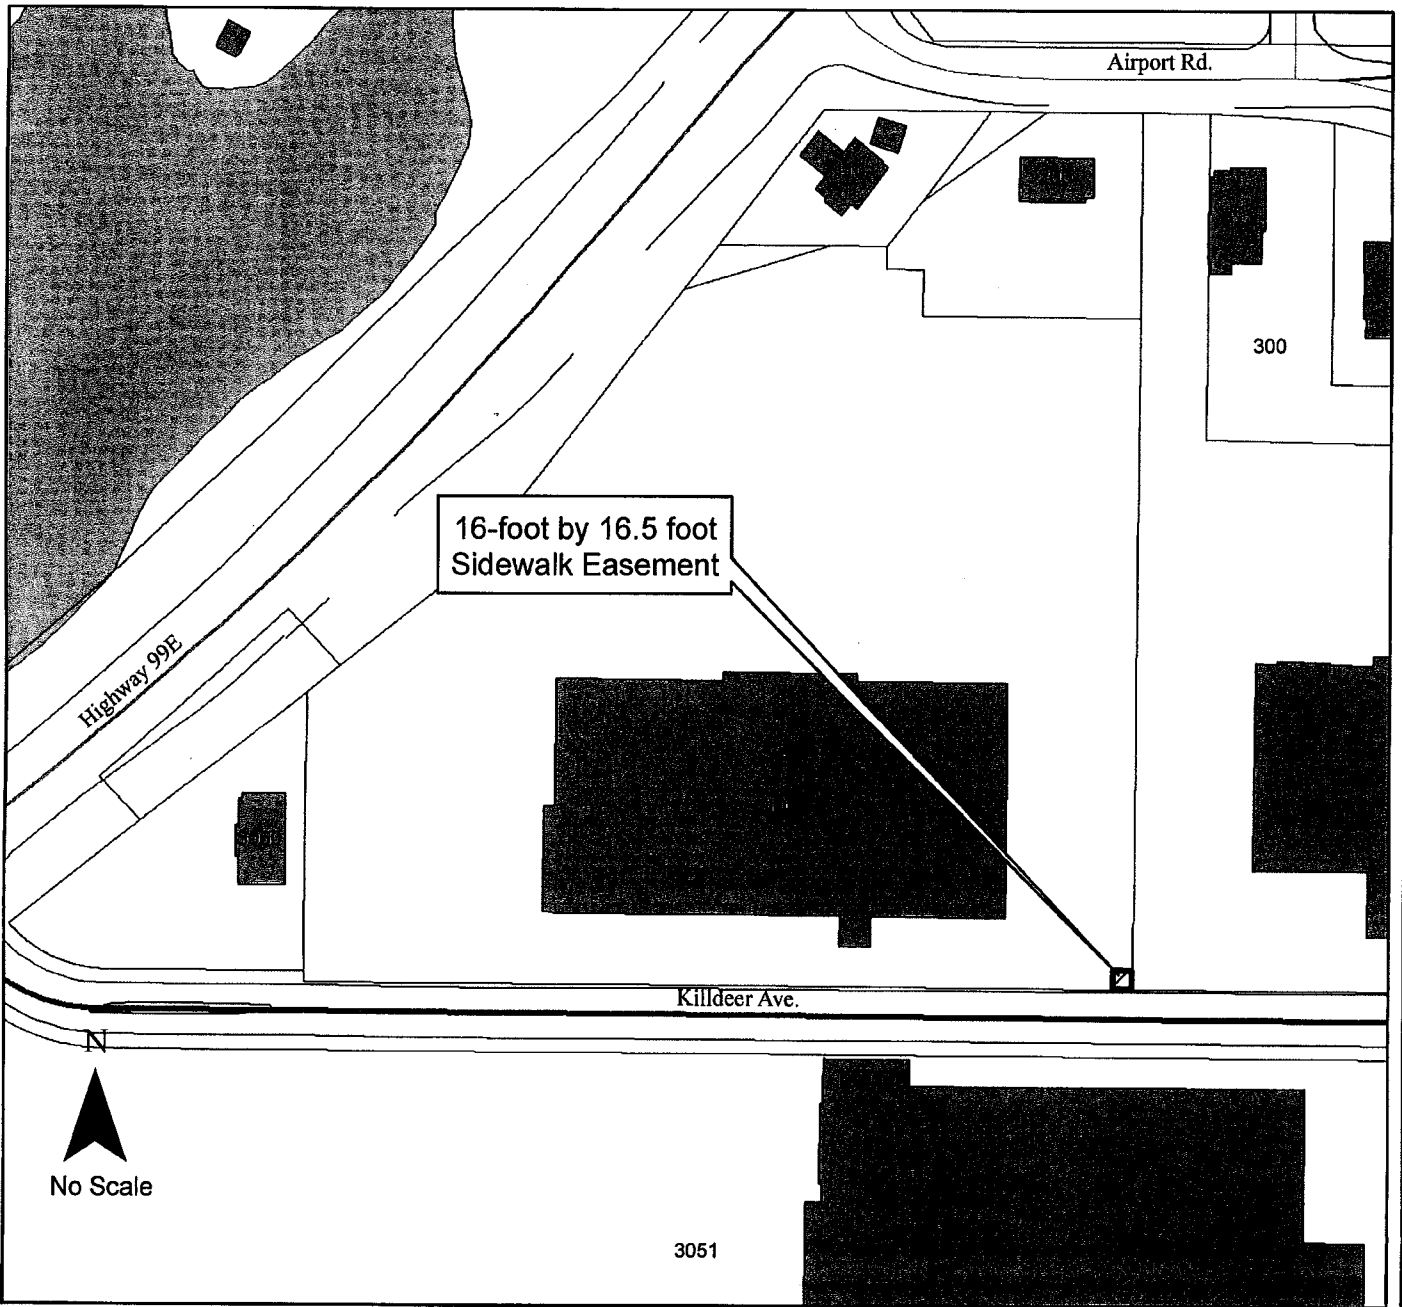 Airport Rd.
300
16-foot by 16.5 foot
Sidewalk Easement
Highway 99E
Killdeer Ave.
N
No Scale
3051